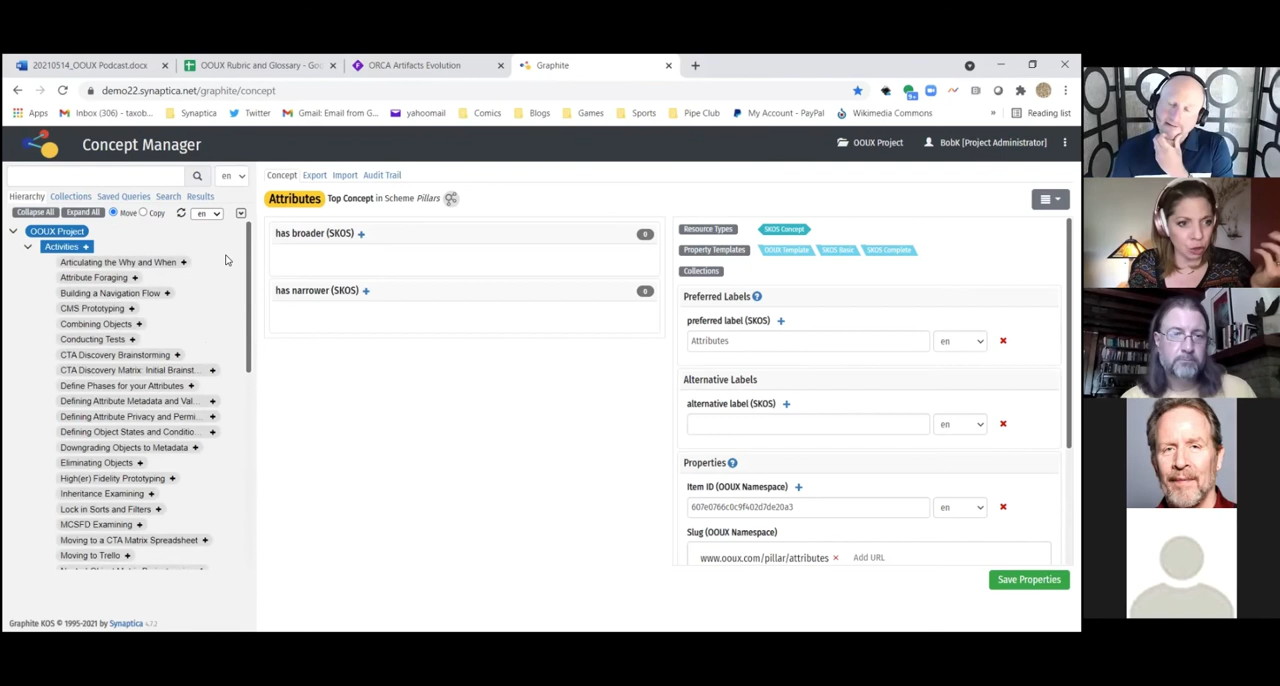 20210514_OOUX Podcast.docx
OOUX Rubric and Glossary - Goo
ORCA Artifacts Evolution
Graphite
demo22.synaptica.net/graphite/concept
Apps
Inbox (306) - taxob...
Synaptica
Twitter
Gmail: Email from G...
yahoomail
Comics
Blogs
Games
Sports
Pipe Club
My Account - PayPal
Wikimedia Commons
»
Reading list
Concept Manager
OOUX Project
BobK [Project Administrator]
en
Hierarchy Collections Saved Queries Search Results
Collapse All Expand All Move Copy en
OOUX Project
Activities +
Articulating the Why and When +
Attribute Foraging +
Building a Navigation Flow +
CMS Prototyping +
Combining Objects +
Conducting Tests +
CTA Discovery Brainstorming +
CTA Discovery Matrix: Initial Brainst... +
Define Phases for your Attributes +
Defining Attribute Metadata and Val... +
Defining Attribute Privacy and Permi... +
Defining Object States and Conditio... +
Downgrading Objects to Metadata +
Eliminating Objects +
High(er) Fidelity Prototyping +
Inheritance Examining +
Lock in Sorts and Filters +
MCSFD Examining +
Moving to a CTA Matrix Spreadsheet +
Moving to Trello +
Graphite KOS © 1995-2021 by Synaptica 4.7.2
Concept Export Import Audit Trail
Attributes Top Concept in Scheme Pillars
has broader (SKOS) +
0
has narrower (SKOS) +
0
Resource Types SKOS Concept
Property Templates OOUX Template SKOS Basic SKOS Complete
Collections
Preferred Labels ?
preferred label (SKOS) +
Attributes
en
Alternative Labels
alternative label (SKOS) +
en
Properties ?
Item ID (OOUX Namespace) +
607e0766c0c9f402d7de20a3
en
Slug (OOUX Namespace)
www.ooux.com/pillar/attributes × Add URL
Save Properties